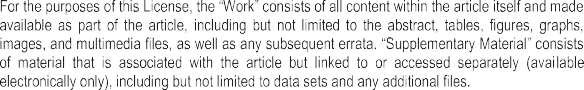 For the purposes of this License, the “Work” consists of all content within the article itself and made
available as part of the article, including but not limited to the abstract, tables, figures, graphs,
images, and multimedia files, as well as any subsequent errata. “Supplementary Material” consists
of material that is associated with the article but linked to or accessed separately (available
electronically only), including but not limited to data sets and any additional files.